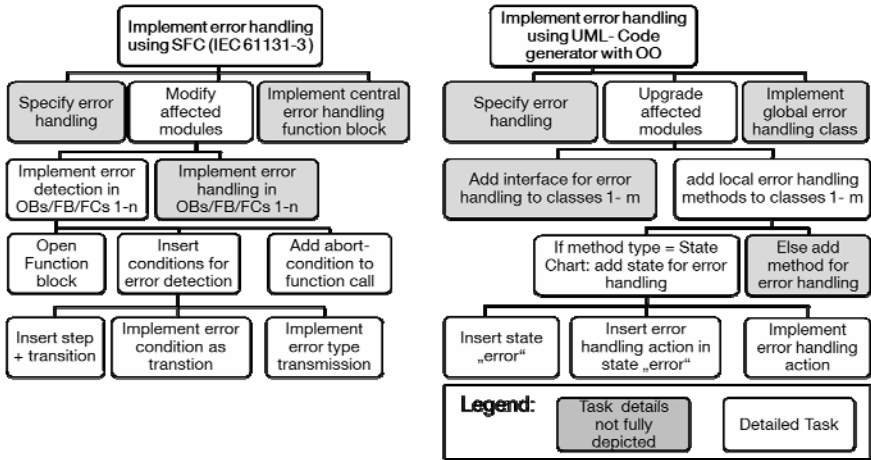 Implement error handling
using SFC (IEC 61131-3)
Specify error
handling
Modify
affected
modules
Implement central
error handling
function block
Implement error
detection in
OBs/FB/FCs 1-n
Implement error
handling in
OBs/FB/FCs 1-n
Open
Function
block
Insert
conditions for
error detection
Add abort-
condition to
function call
Insert step
+ transition
Implement error
condition as
transtion
Implement
error type
transmission
Implement error handling
using UML- Code
generator with OO
Specify error
handling
Upgrade
affected
modules
Implement
global error
handling class
Add interface for error
handling to classes 1- m
add local error handling
methods to classes 1- m
If method type = State
Chart: add state for error
handling
Else add
method for
error handling
Insert state
„error“
Insert error
handling action in
state „error“
Implement
error handling
action
Legend:
Task details
not fully
depicted
Detailed Task